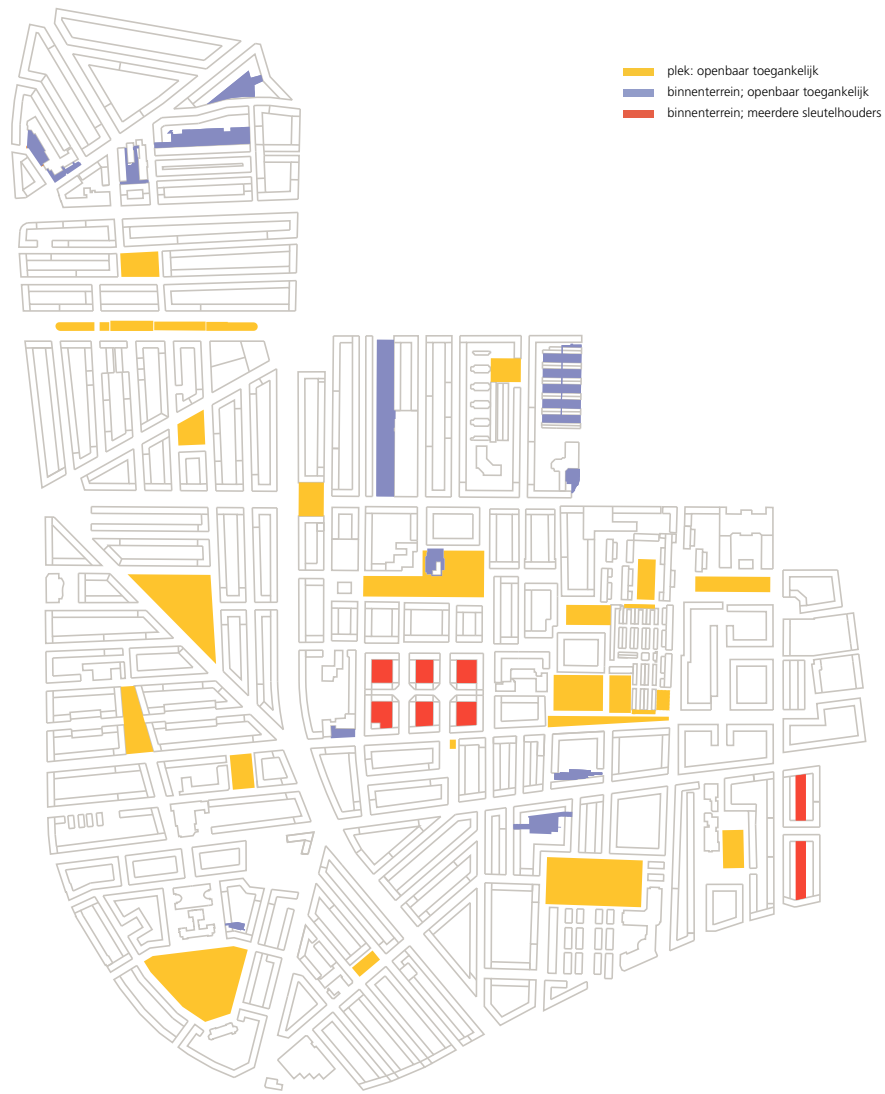 plek: openbaar toegankelijk
binnenterrein; openbaar toegankelijk
binnenterrein; meerdere sleutelhouders